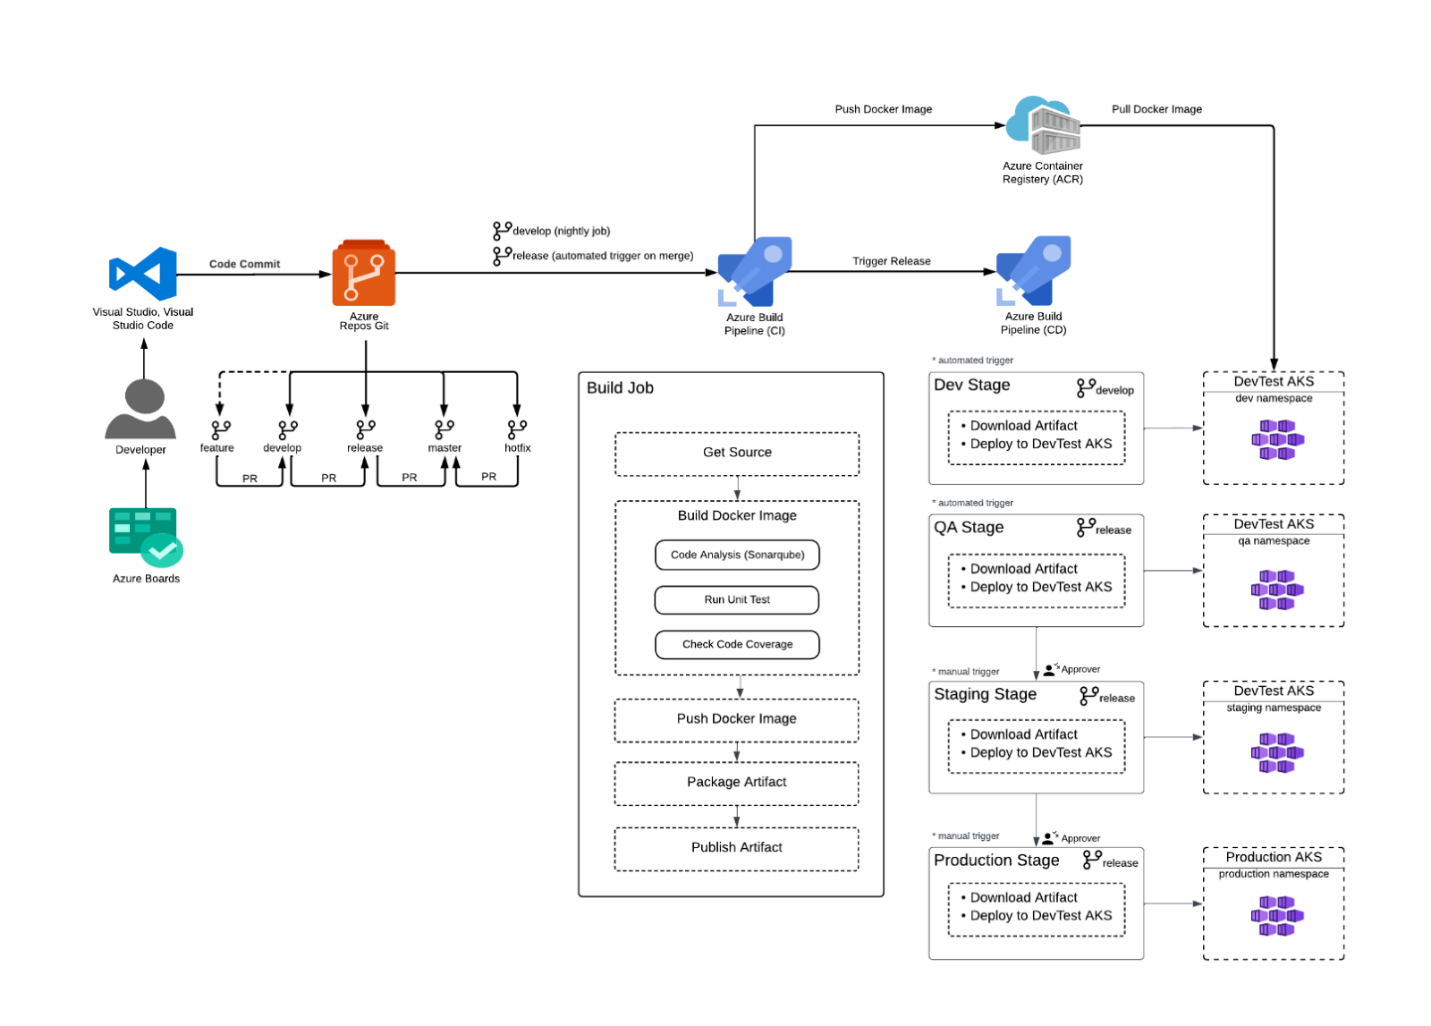 Push Docker Image
Pull Docker Image
Azure Container
Registery (ACR)
develop (nightly job)
release (automated trigger on merge)
Code Commit
Trigger Release
Visual Studio, Visual
Studio Code
Azure
Repos Git
Azure Build
Pipeline (CI)
Azure Build
Pipeline (CD)
Developer
Azure Boards
feature
develop
release
master
hotfix
PR
PR
PR
PR
Build Job
Get Source
Build Docker Image
Code Analysis (Sonarqube)
Run Unit Test
Check Code Coverage
Push Docker Image
Package Artifact
Publish Artifact
* automated trigger
Dev Stage
develop
• Download Artifact
• Deploy to DevTest AKS
DevTest AKS
dev namespace
* automated trigger
QA Stage
release
• Download Artifact
• Deploy to DevTest AKS
DevTest AKS
qa namespace
Approver
* manual trigger
Staging Stage
release
• Download Artifact
• Deploy to DevTest AKS
DevTest AKS
staging namespace
Approver
* manual trigger
Production Stage
release
• Download Artifact
• Deploy to DevTest AKS
Production AKS
production namespace